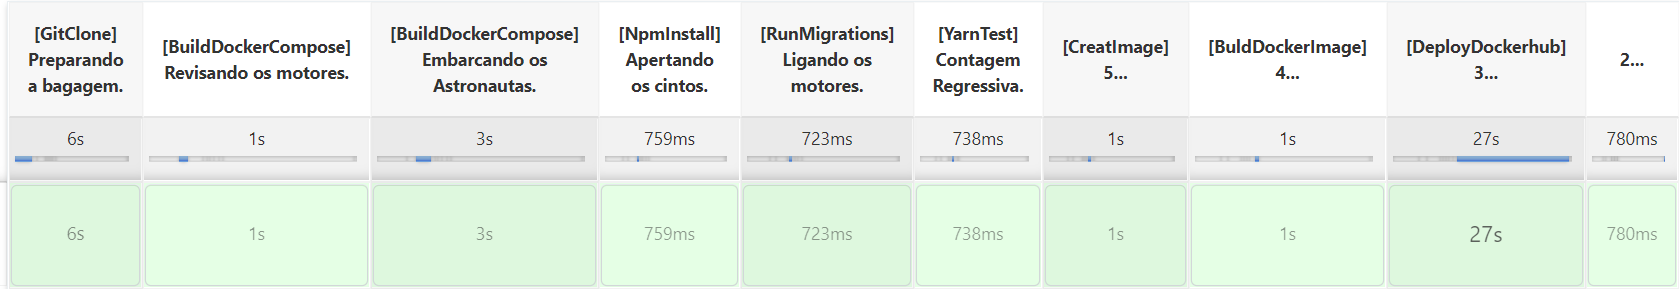 [GitClone]
Preparando
a bagagem.
[BuildDockerCompose]
Revisando os motores.
[BuildDockerCompose]
Embarcando os
Astronautas.
[NpmInstall]
Apertando
os cintos.
[RunMigrations]
Ligando os
motores.
[YarnTest]
Contagem
Regressiva.
[CreatImage]
5...
[BuldDockerImage]
4...
[DeployDockerhub]
3...
2...
6s
1s
3s
759ms
723ms
738ms
1s
1s
27s
780ms
6s
1s
3s
759ms
723ms
738ms
1s
1s
27s
780ms